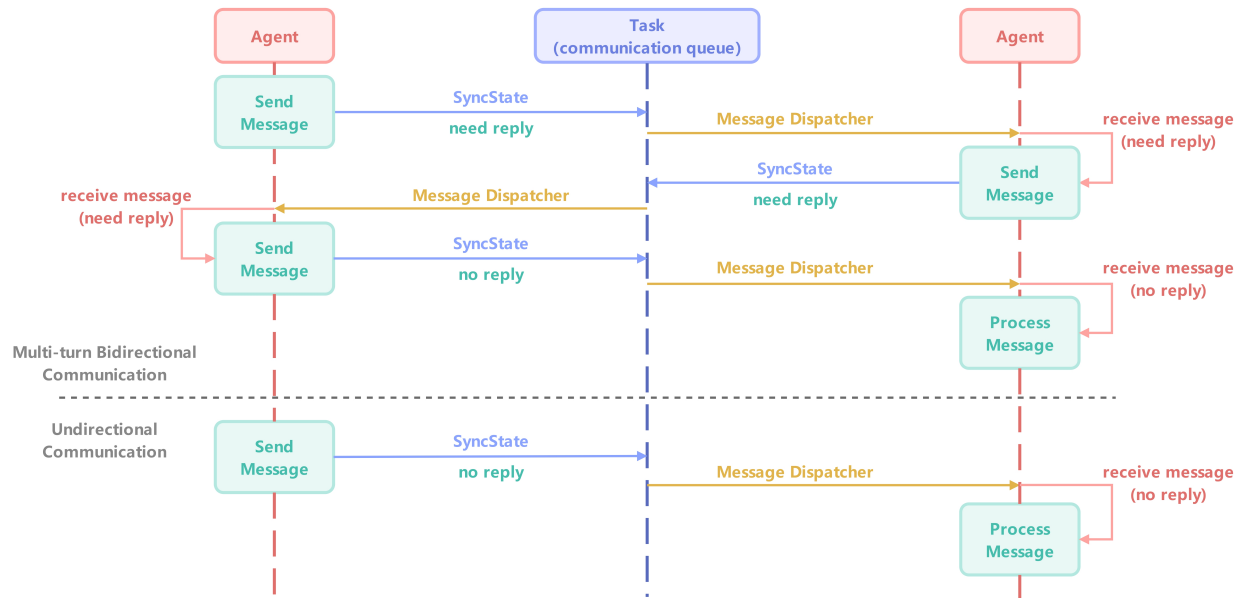 Agent
Task
(communication queue)
Agent
Send
Message
SyncState
need reply
Message Dispatcher
receive message
(need reply)
Send
Message
SyncState
need reply
Message Dispatcher
receive message
(need reply)
Send
Message
SyncState
no reply
Message Dispatcher
receive message
(no reply)
Process
Message
Multi-turn Bidirectional
Communication
Undirectional
Communication
Send
Message
SyncState
no reply
Message Dispatcher
receive message
(no reply)
Process
Message